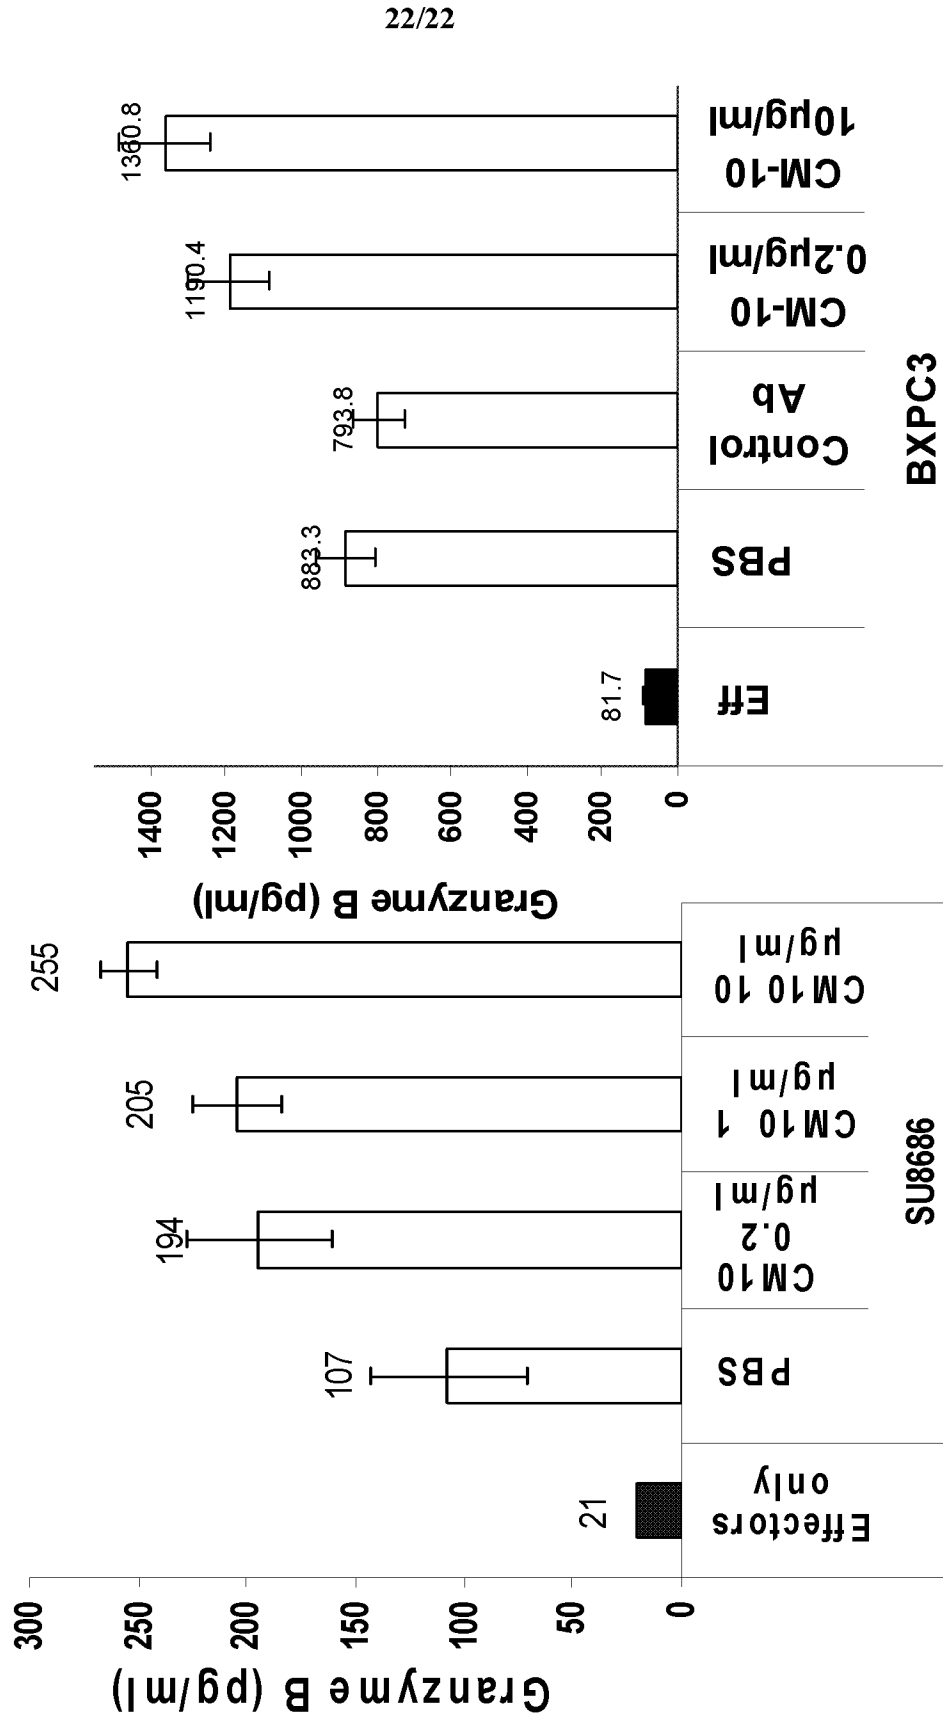 22/22
Granzyme B (pg/ml)
300
250
200
150
100
50
0
21
107
194
205
255
Effectors
only
PBS
CM10
0.2
µg/ml
CM10 1
µg/ml
CM10 10
µg/ml
SU8686
Granzyme B (pg/ml)
1400
1200
1000
800
600
400
200
0
81.7
883.3
793.8
1190.4
1360.8
Eff
PBS
Control
Ab
CM-10
0.2µg/ml
CM-10
10µg/ml
BXPC3